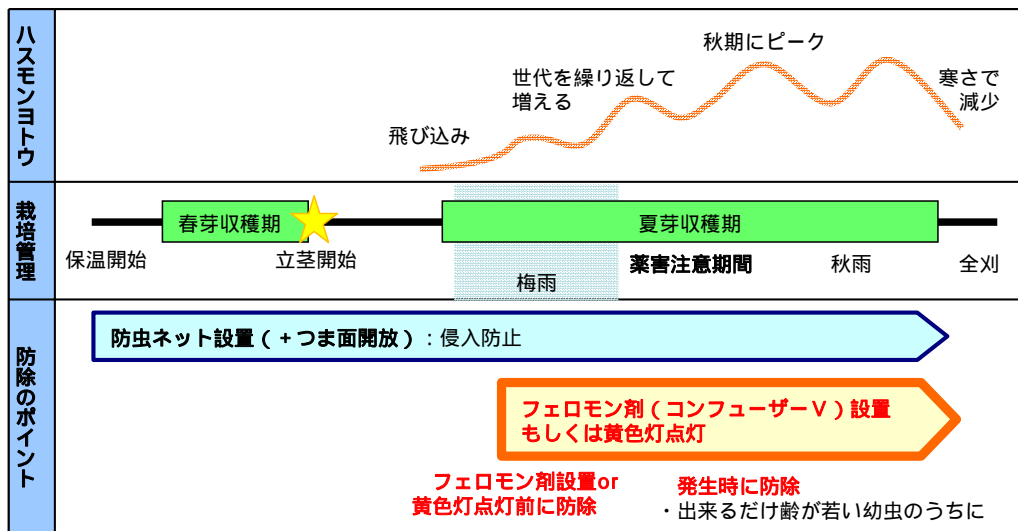 ハスモンヨトウ
飛び込み
世代を繰り返して
増える
秋期にピーク
寒さで
減少
栽培管理
春芽収穫期
夏芽収穫期
保温開始
立茎開始
梅雨
薬害注意期間
秋雨
全刈
防除のポイント
防虫ネット設置（＋つま面開放）：侵入防止
フェロモン剤（コンフューザーＶ）設置
もしくは黄色灯点灯
フェロモン剤設置or
黄色灯点灯前に防除
発生時に防除
・出来るだけ齢が若い幼虫のうちに